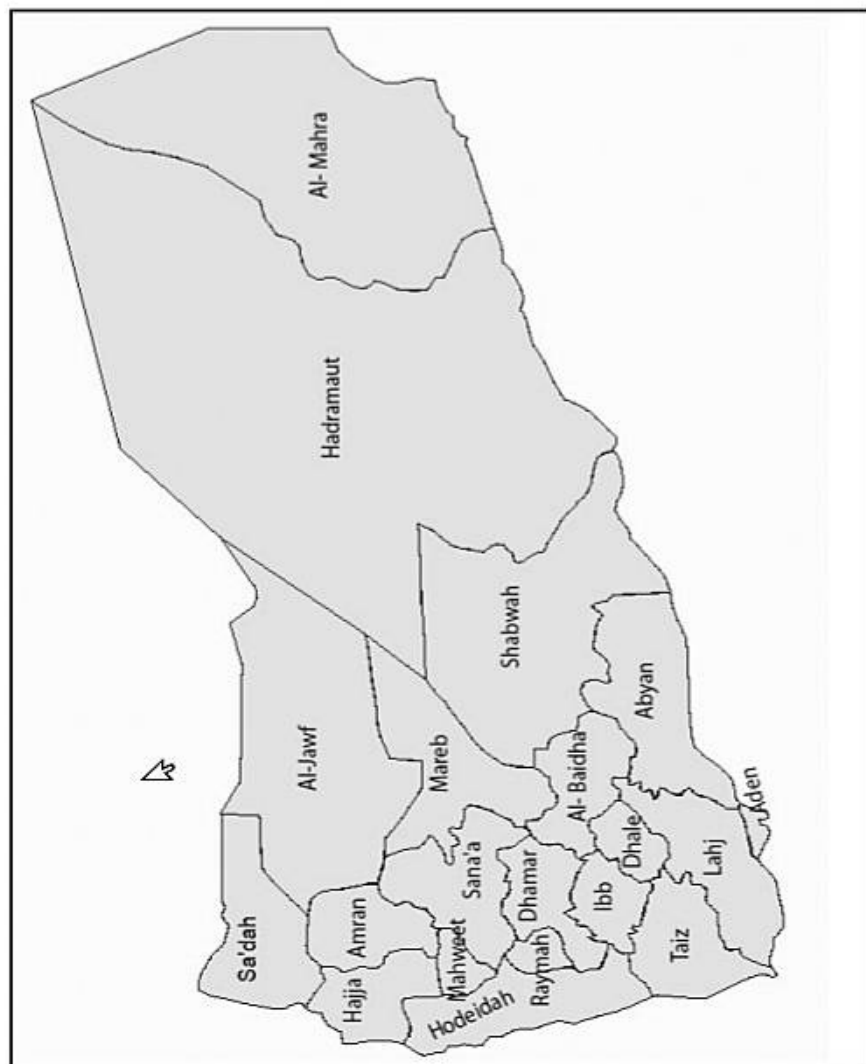 Al- Mahra
Hadramaut
Shabwah
Abyan
Al-Jawf
Mareb
Al- Baidha
Aden
Sana'a
Dhamar
Dhale
Ibb
Lahj
Sa'dah
Amran
Mahweet
Raymah
Taiz
Hajja
Hodeidah